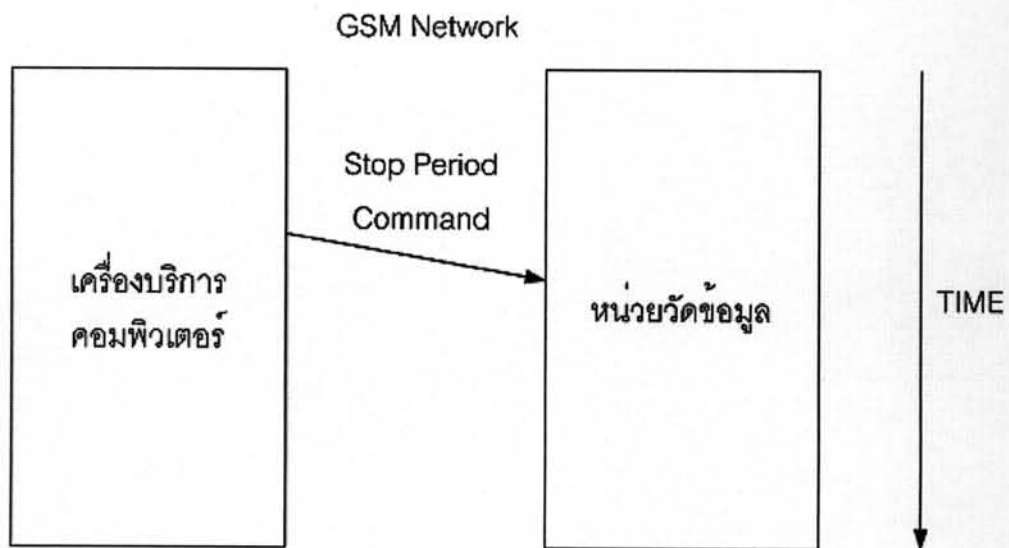 GSM Network
Stop Period
Command
เครื่องบริการ
คอมพิวเตอร์
หน่วยวัดข้อมูล
TIME